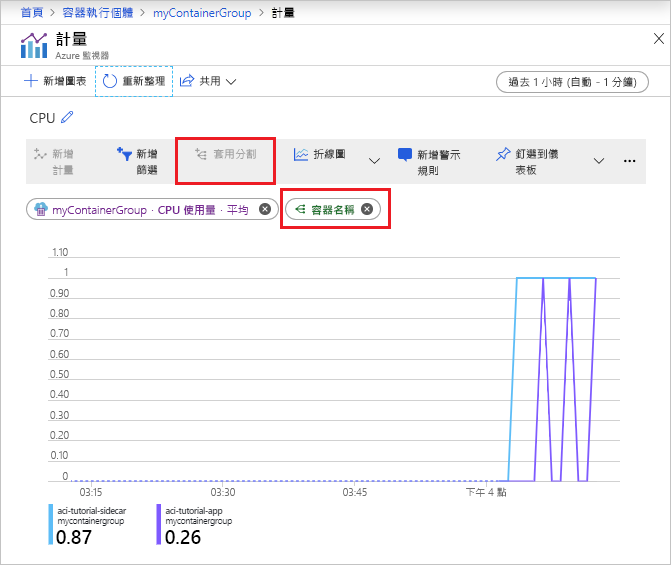 首頁 > 容器執行個體 > myContainerGroup > 計量
計量
Azure 監視器
新增圖表 重新整理 共用 過去 1 小時 (自動 - 1 分鐘)
CPU
新增計量 新增篩選 套用分割 折線圖 新增警示規則 釘選到儀表板 ...
myContainerGroup · CPU 使用量 · 平均 容器名稱
1.10
1
0.90
0.80
0.70
0.60
0.50
0.40
0.30
0.20
0.10
0
03:15 03:30 03:45 下午 4 點
aci-tutorial-sidecar
mycontainergroup
0.87
aci-tutorial-app
mycontainergroup
0.26